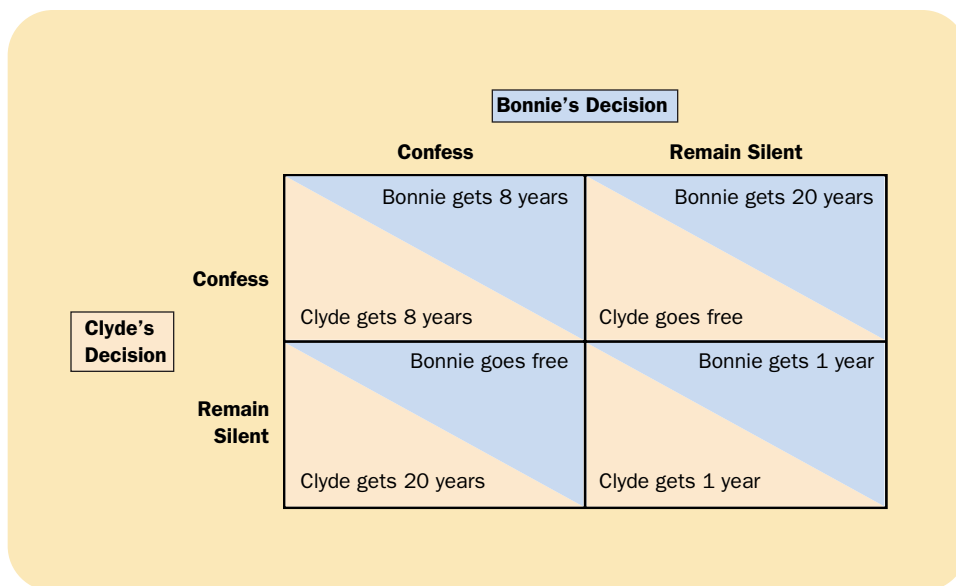 Bonnie’s Decision
Confess
Remain Silent
Bonnie gets 8 years
Bonnie gets 20 years
Confess
Clyde gets 8 years
Clyde goes free
Clyde’s
Decision
Bonnie goes free
Bonnie gets 1 year
Remain
Silent
Clyde gets 20 years
Clyde gets 1 year